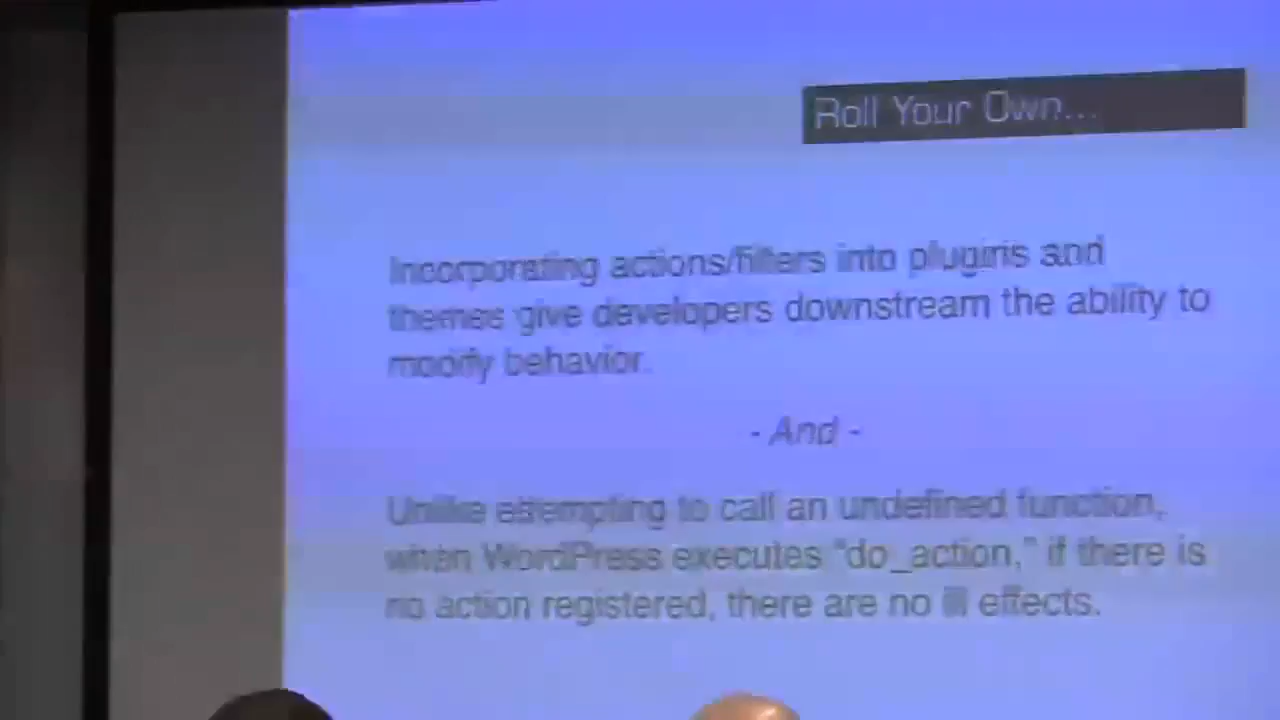 Roll Your Own...
Incorporating actions/filters into plugins and
themes give developers downstream the ability to
modify behavior.
- And -
Unlike attempting to call an undefined function,
when WordPress executes "do_action," if there is
no action registered, there are no ill effects.